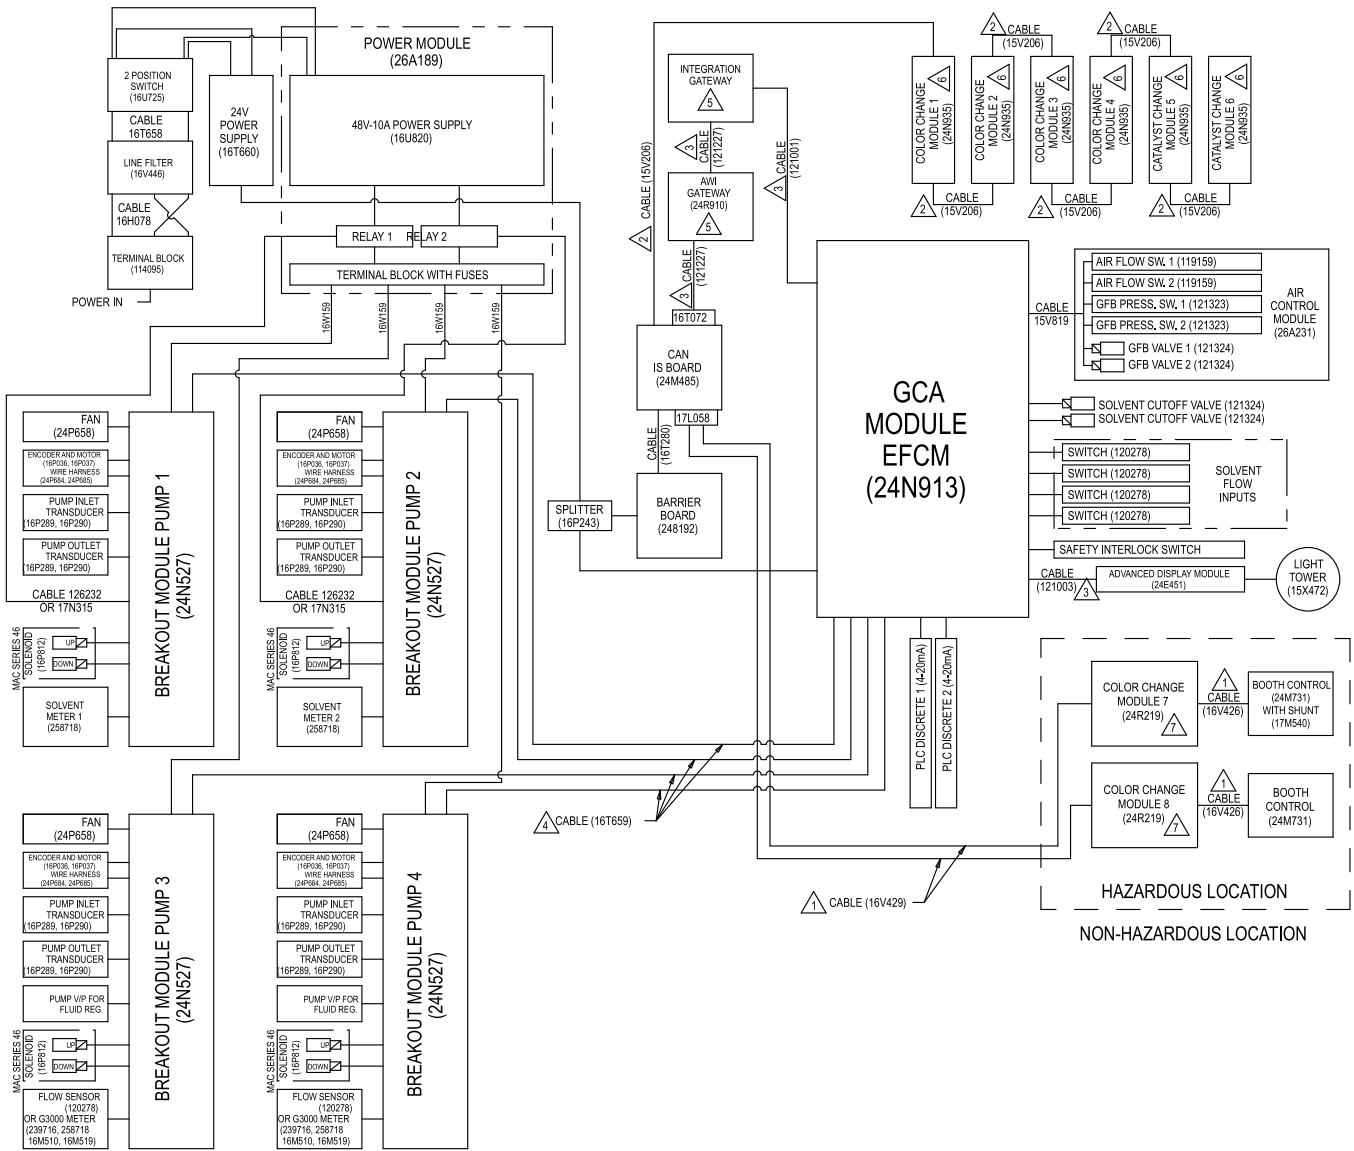 POWER MODULE
(26A189)
2 POSITION
SWITCH
(16U725)
CABLE
16T658
LINE FILTER
(16V446)
CABLE
16H078
TERMINAL BLOCK
(114095)
POWER IN
24V
POWER
SUPPLY
(16T660)
48V-10A POWER SUPPLY
(16U820)
RELAY 1
RELAY 2
TERMINAL BLOCK WITH FUSES
16W159
16W159
16W159
16W159
INTEGRATION
GATEWAY
5
3
CABLE
(121227)
AWI
GATEWAY
(24R910)
5
3
CABLE
(121227)
3
CABLE
(121001)
2
CABLE (15V206)
16T072
CAN
IS BOARD
(24M485)
17L058
CABLE
(16T280)
BARRIER
BOARD
(248192)
SPLITTER
(16P243)
2
CABLE
(15V206)
2
CABLE
(15V206)
COLOR CHANGE
MODULE 1
(24N935)
6
COLOR CHANGE
MODULE 2
(24N935)
6
COLOR CHANGE
MODULE 3
(24N935)
6
COLOR CHANGE
MODULE 4
(24N935)
6
CATALYST CHANGE
MODULE 5
(24N935)
6
CATALYST CHANGE
MODULE 6
(24N935)
6
2
CABLE
(15V206)
2
CABLE
(15V206)
2
CABLE
(15V206)
GCA
MODULE
EFCM
(24N913)
CABLE
15V819
AIR FLOW SW. 1 (119159)
AIR FLOW SW. 2 (119159)
GFB PRESS. SW. 1 (121323)
GFB PRESS. SW. 2 (121323)
GFB VALVE 1 (121324)
GFB VALVE 2 (121324)
AIR
CONTROL
MODULE
(26A231)
SOLVENT CUTOFF VALVE (121324)
SOLVENT CUTOFF VALVE (121324)
SWITCH (120278)
SWITCH (120278)
SWITCH (120278)
SWITCH (120278)
SOLVENT
FLOW
INPUTS
SAFETY INTERLOCK SWITCH
CABLE
(121003)
3
ADVANCED DISPLAY MODULE
(24E451)
LIGHT
TOWER
(15X472)
PLC DISCRETE 1 (4-20mA)
PLC DISCRETE 2 (4-20mA)
COLOR CHANGE
MODULE 7
(24R219)
7
1
CABLE
(16V426)
BOOTH CONTROL
(24M731)
WITH SHUNT
(17M540)
COLOR CHANGE
MODULE 8
(24R219)
7
1
CABLE
(16V426)
BOOTH
CONTROL
(24M731)
HAZARDOUS LOCATION
NON-HAZARDOUS LOCATION
4
CABLE (16T659)
1
CABLE (16V429)
FAN
(24P658)
ENCODER AND MOTOR
(16P036, 16P037)
WIRE HARNESS
(24P684, 24P685)
PUMP INLET
TRANSDUCER
(16P289, 16P290)
PUMP OUTLET
TRANSDUCER
(16P289, 16P290)
CABLE 126232
OR 17N315
MAC SERIES 46
SOLENOID
(16P812)
UP
DOWN
SOLVENT
METER 1
(258718)
BREAKOUT MODULE PUMP 1
(24N527)
FAN
(24P658)
ENCODER AND MOTOR
(16P036, 16P037)
WIRE HARNESS
(24P684, 24P685)
PUMP INLET
TRANSDUCER
(16P289, 16P290)
PUMP OUTLET
TRANSDUCER
(16P289, 16P290)
CABLE 126232
OR 17N315
MAC SERIES 46
SOLENOID
(16P812)
UP
DOWN
SOLVENT
METER 2
(258718)
BREAKOUT MODULE PUMP 2
(24N527)
FAN
(24P658)
ENCODER AND MOTOR
(16P036, 16P037)
WIRE HARNESS
(24P684, 24P685)
PUMP INLET
TRANSDUCER
(16P289, 16P290)
PUMP OUTLET
TRANSDUCER
(16P289, 16P290)
PUMP V/P FOR
FLUID REG.
MAC SERIES 46
SOLENOID
(16P812)
UP
DOWN
FLOW SENSOR
(120278)
OR G3000 METER
(239716, 258718
16M510, 16M519)
BREAKOUT MODULE PUMP 3
(24N527)
FAN
(24P658)
ENCODER AND MOTOR
(16P036, 16P037)
WIRE HARNESS
(24P684, 24P685)
PUMP INLET
TRANSDUCER
(16P289, 16P290)
PUMP OUTLET
TRANSDUCER
(16P289, 16P290)
PUMP V/P FOR
FLUID REG.
MAC SERIES 46
SOLENOID
(16P812)
UP
DOWN
FLOW SENSOR
(120278)
OR G3000 METER
(239716, 258718
16M510, 16M519)
BREAKOUT MODULE PUMP 4
(24N527)